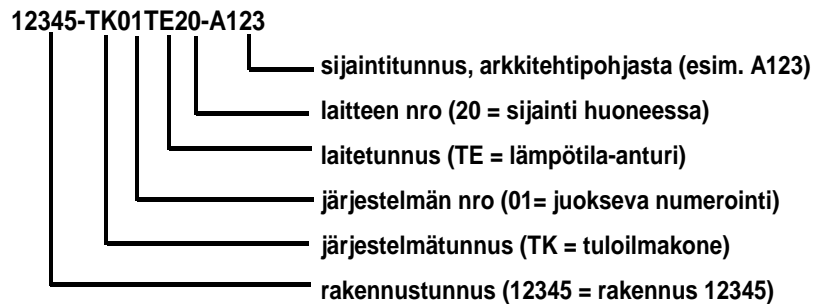 12345-TK01TE20-A123
sijaintitunnus, arkkitehtipohjasta (esim. A123)
laitteen nro (20 = sijainti huoneessa)
laitetunnus (TE = lämpötila-anturi)
järjestelmän nro (01= juokseva numerointi)
järjestelmätunnus (TK = tuloilmakone)
rakennustunnus (12345 = rakennus 12345)